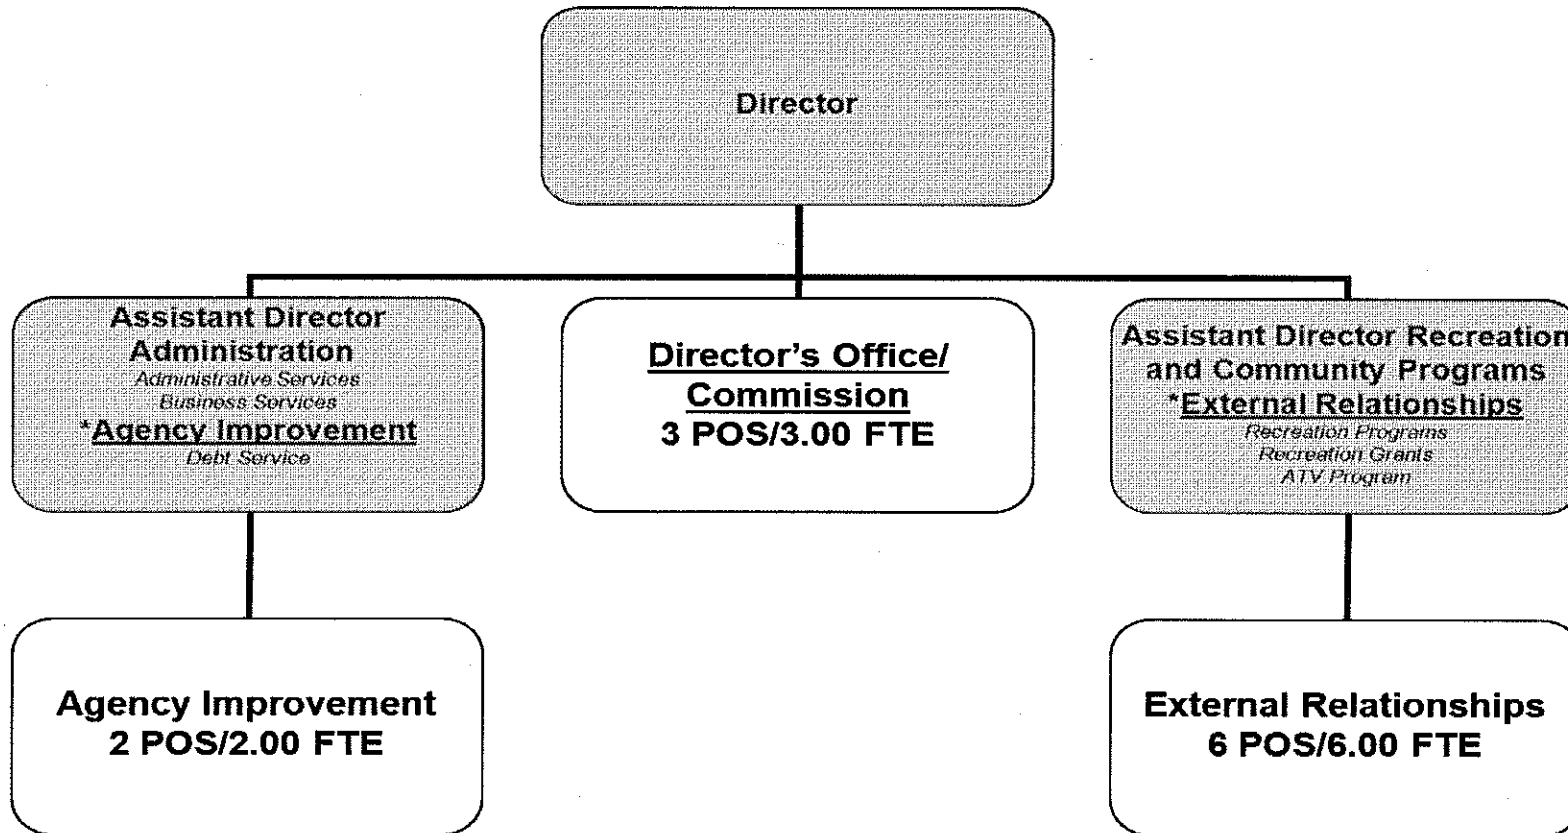 Director
Assistant Director
Administration
Administrative Services
Business Services
*Agency Improvement
Debt Service
Director's Office/
Commission
3 POS/3.00 FTE
Assistant Director Recreation
and Community Programs
*External Relationships
Recreation Programs
Recreation Grants
ATV Program
Agency Improvement
2 POS/2.00 FTE
External Relationships
6 POS/6.00 FTE